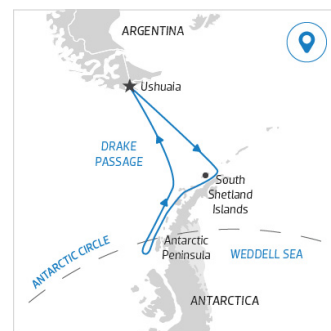 ARGENTINA
Ushuaia
DRAKE
PASSAGE
South
Shetland
Islands
Antarctic
Peninsula
ANTARCTIC CIRCLE
WEDDELL SEA
ANTARCTICA